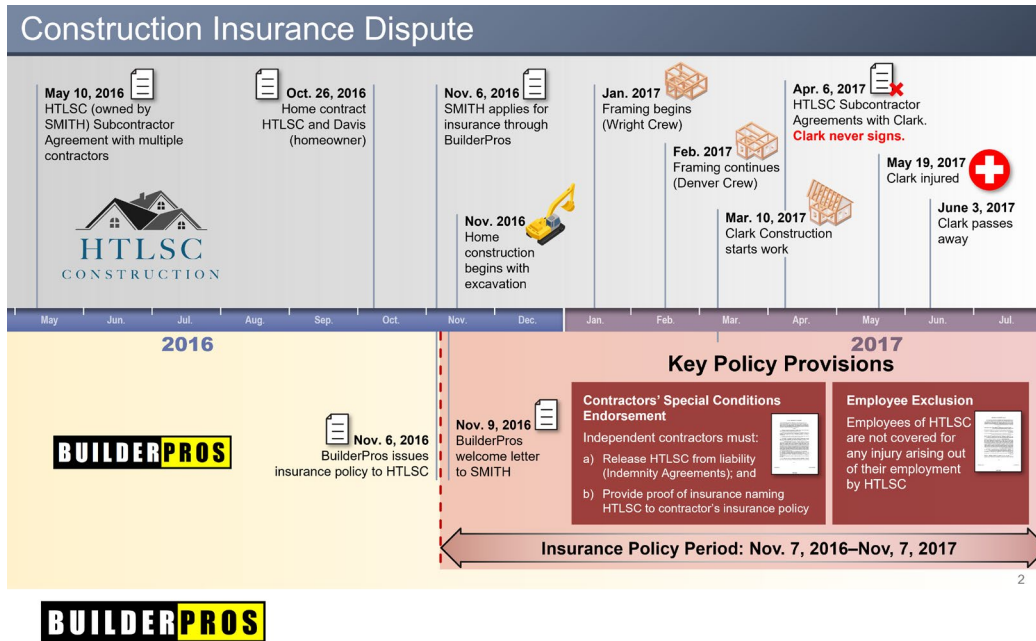 Construction Insurance Dispute
May 10, 2016
HTLSC (owned by
SMITH) Subcontractor
Agreement with multiple
contractors
Oct. 26, 2016
Home contract
HTLSC and Davis
(homeowner)
Nov. 6, 2016
SMITH applies for
insurance through
BuilderPros
Nov. 2016
Home
construction
begins with
excavation
Jan. 2017
Framing begins
(Wright Crew)
Feb. 2017
Framing continues
(Denver Crew)
Mar. 10, 2017
Clark Construction
starts work
Apr. 6, 2017
HTLSC Subcontractor
Agreements with Clark.
Clark never signs.
May 19, 2017
Clark injured
June 3, 2017
Clark passes
away
HTLSC
CONSTRUCTION
May Jun. Jul. Aug. Sep. Oct. Nov. Dec. Jan. Feb. Mar. Apr. May Jun. Jul.
2016 2017
BUILDERPROS
Nov. 6, 2016
BuilderPros issues
insurance policy to HTLSC
Nov. 9, 2016
BuilderPros
welcome letter
to SMITH
Key Policy Provisions
Contractors' Special Conditions
Endorsement
Independent contractors must:
a) Release HTLSC from liability
(Indemnity Agreements); and
b) Provide proof of insurance naming
HTLSC to contractor's insurance policy
Employee Exclusion
Employees of HTLSC
are not covered for
any injury arising out
of their employment
by HTLSC
Insurance Policy Period: Nov. 7, 2016–Nov, 7, 2017
2
BUILDERPROS